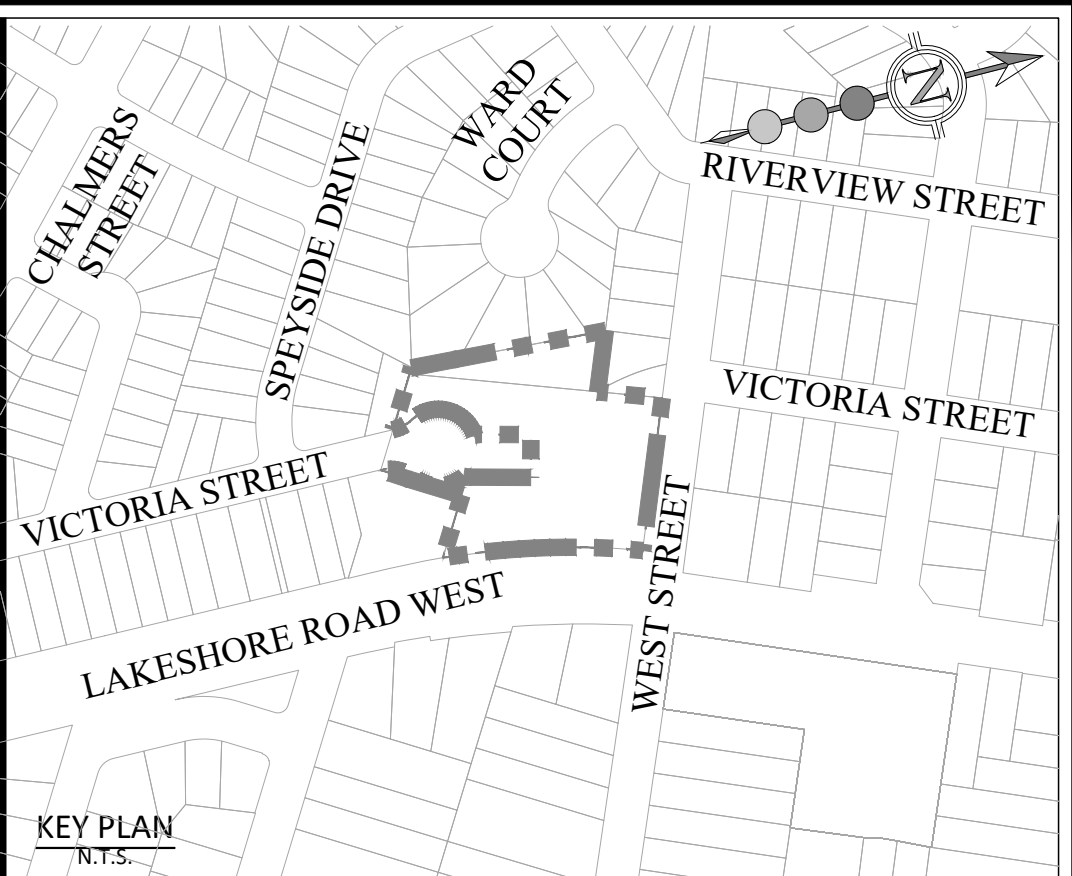 WARD
COURT
CHALMERS
STREET
SPEYSIDE DRIVE
N
RIVERVIEW STREET
VICTORIA STREET
VICTORIA STREET
WEST STREET
LAKESHORE ROAD WEST
KEY PLAN
N.T.S.